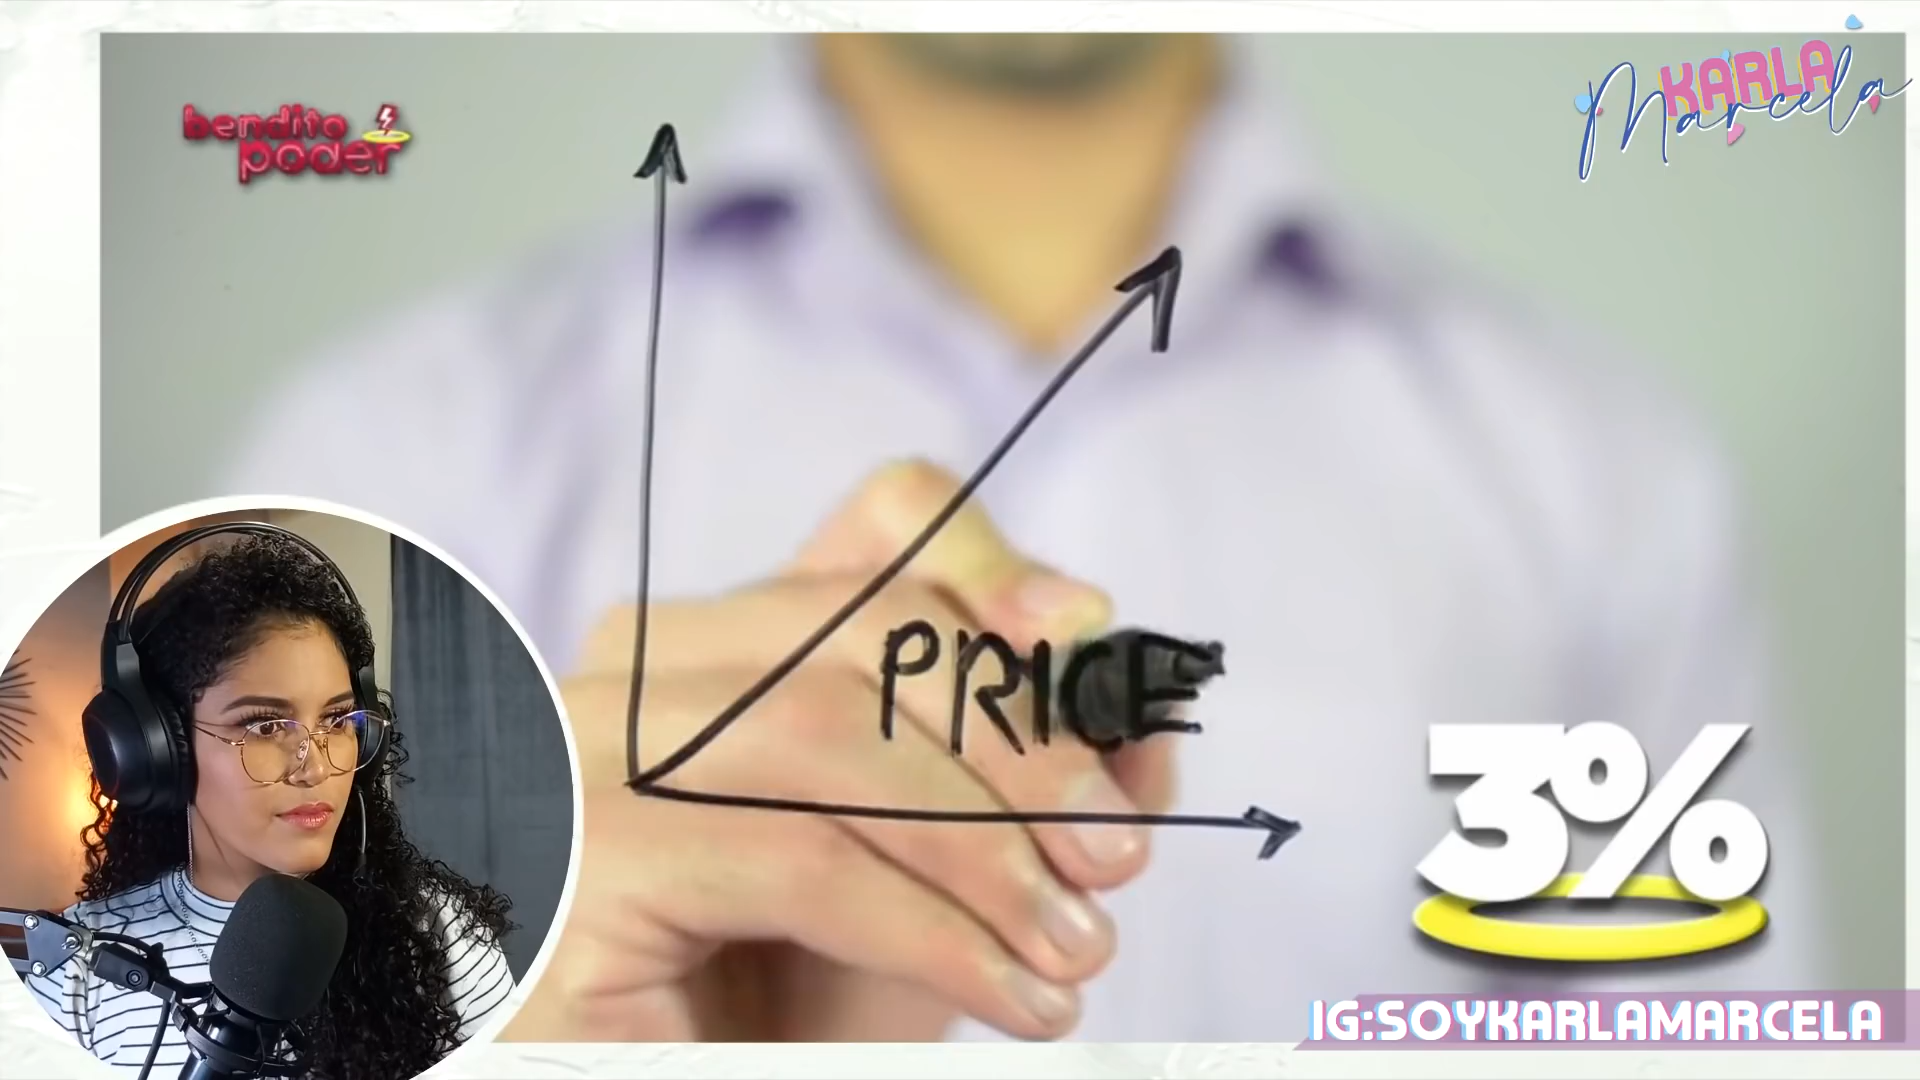 bendito
poder
KARLA
Marcela
PRICE
3%
IG:SOYKARLAMARCELA